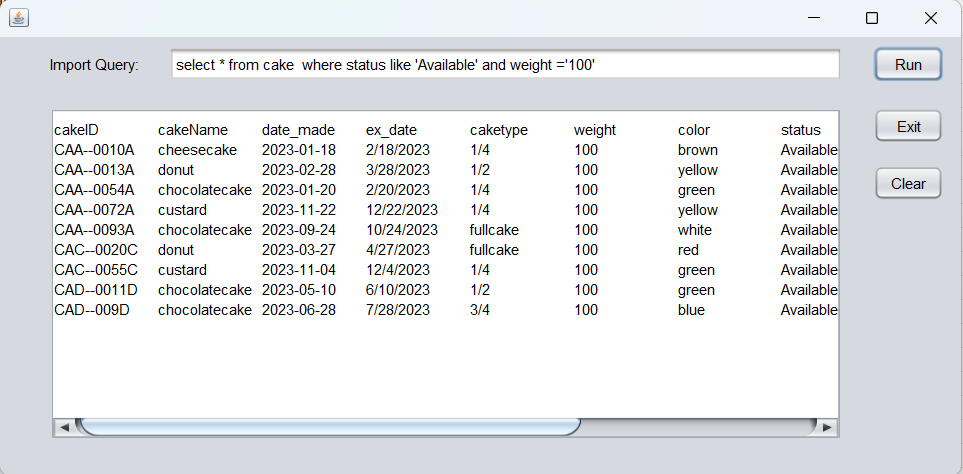 Import Query: select * from cake  where status like 'Available' and weight ='100' Run
Exit
Clear
cakeID cakeName date_made ex_date caketype weight color status
CAA--0010A cheesecake 2023-01-18 2/18/2023 1/4 100 brown Available
CAA--0013A donut 2023-02-28 3/28/2023 1/2 100 yellow Available
CAA--0054A chocolatecake 2023-01-20 2/20/2023 1/4 100 green Available
CAA--0072A custard 2023-11-22 12/22/2023 1/4 100 yellow Available
CAA--0093A chocolatecake 2023-09-24 10/24/2023 fullcake 100 white Available
CAC--0020C donut 2023-03-27 4/27/2023 fullcake 100 red Available
CAC--0055C custard 2023-11-04 12/4/2023 1/4 100 green Available
CAD--0011D chocolatecake 2023-05-10 6/10/2023 1/2 100 green Available
CAD--009D chocolatecake 2023-06-28 7/28/2023 3/4 100 blue Available